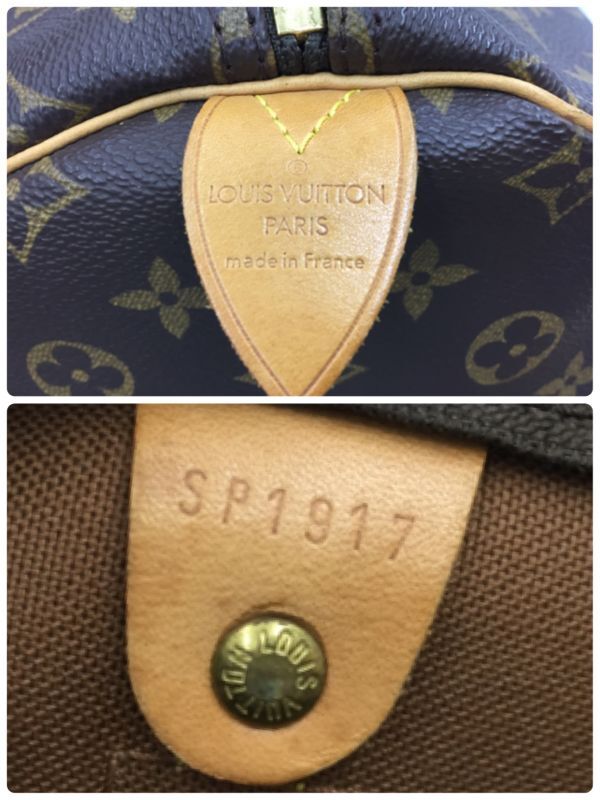 LOUIS VUITTON
PARIS
made in France
SP1917
LOUIS VUITTON